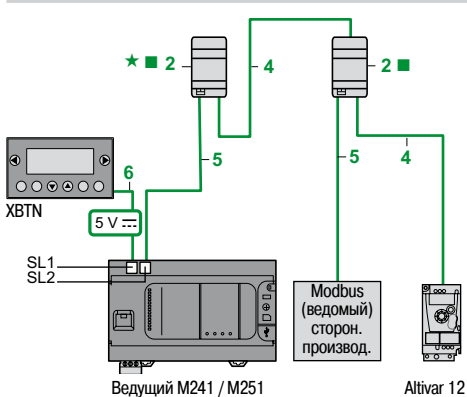 ★ ■ 2
4
2 ■
5
5
4
6
XBTN
5 V
SL1
SL2
Modbus
(ведомый)
сторон.
производ.
Ведущий M241 / M251
Altivar 12